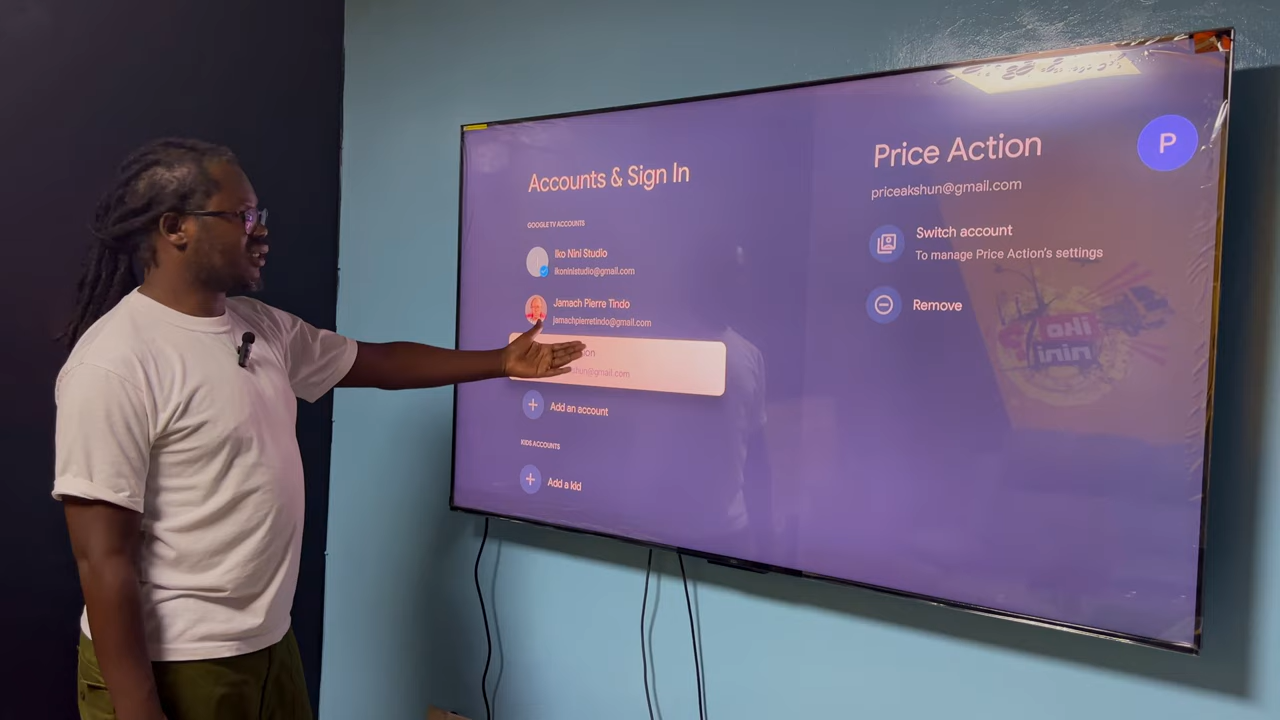 Accounts & Sign In
GOOGLE TV ACCOUNTS
Iko Nini Studio
ikoninistudio@gmail.com
Jamach Pierre Tindo
jamachpierretindo@gmail.com
Add an account
KIDS ACCOUNTS
Add a kid
Price Action
priceakshun@gmail.com
P
Switch account
To manage Price Action's settings
Remove
iko
nini